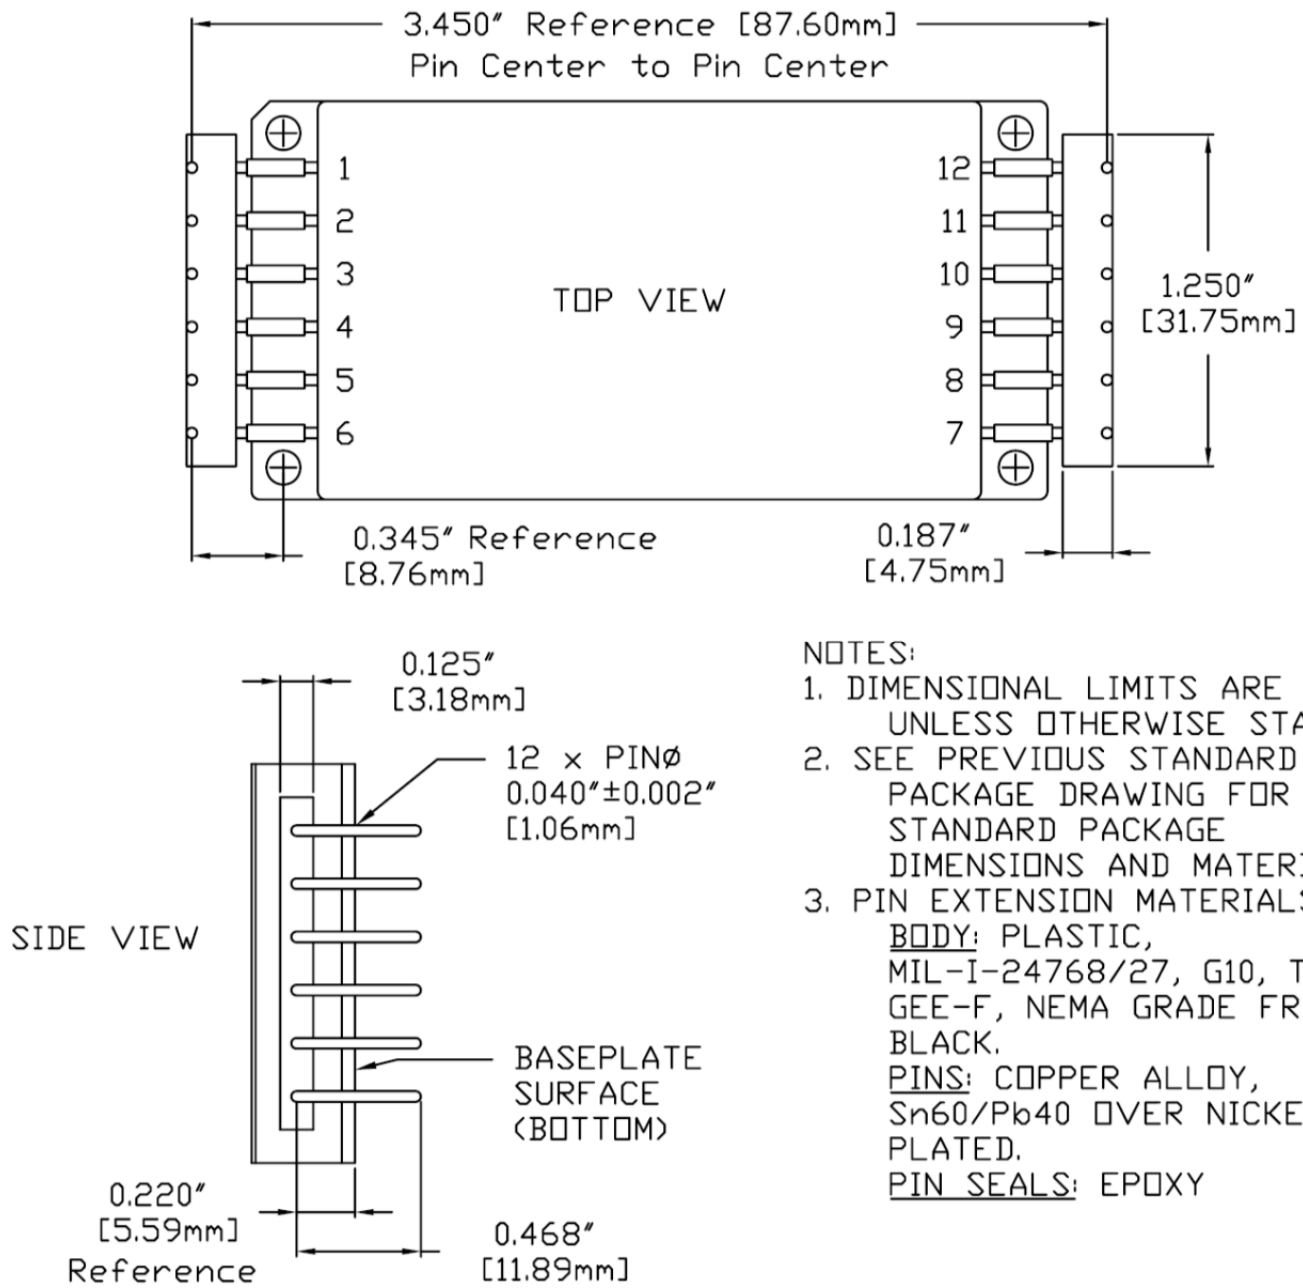 3.450″ Reference [87.60mm]
Pin Center to Pin Center
1
2
3
4
5
6
12
11
10
9
8
7
TOP VIEW
1.250″
[31.75mm]
0.345″ Reference
[8.76mm]
0.187″
[4.75mm]
0.125″
[3.18mm]
12 x PINØ
0.040″±0.002″
[1.06mm]
SIDE VIEW
BASEPLATE
SURFACE
(BOTTOM)
0.220″
[5.59mm]
Reference
0.468″
[11.89mm]
NOTES:
1. DIMENSIONAL LIMITS ARE
UNLESS OTHERWISE
2. SEE PREVIOUS STANDARD
PACKAGE DRAWING FOR
STANDARD PACKAGE
DIMENSIONS AND
3. PIN EXTENSION MATERIALS
BODY: PLASTIC,
MIL-I-24768/27, G10,
GEE-F, NEMA GRADE FR
BLACK.
PINS: COPPER ALLOY,
Sn60/Pb40 OVER
PLATED.
PIN SEALS: EPOXY